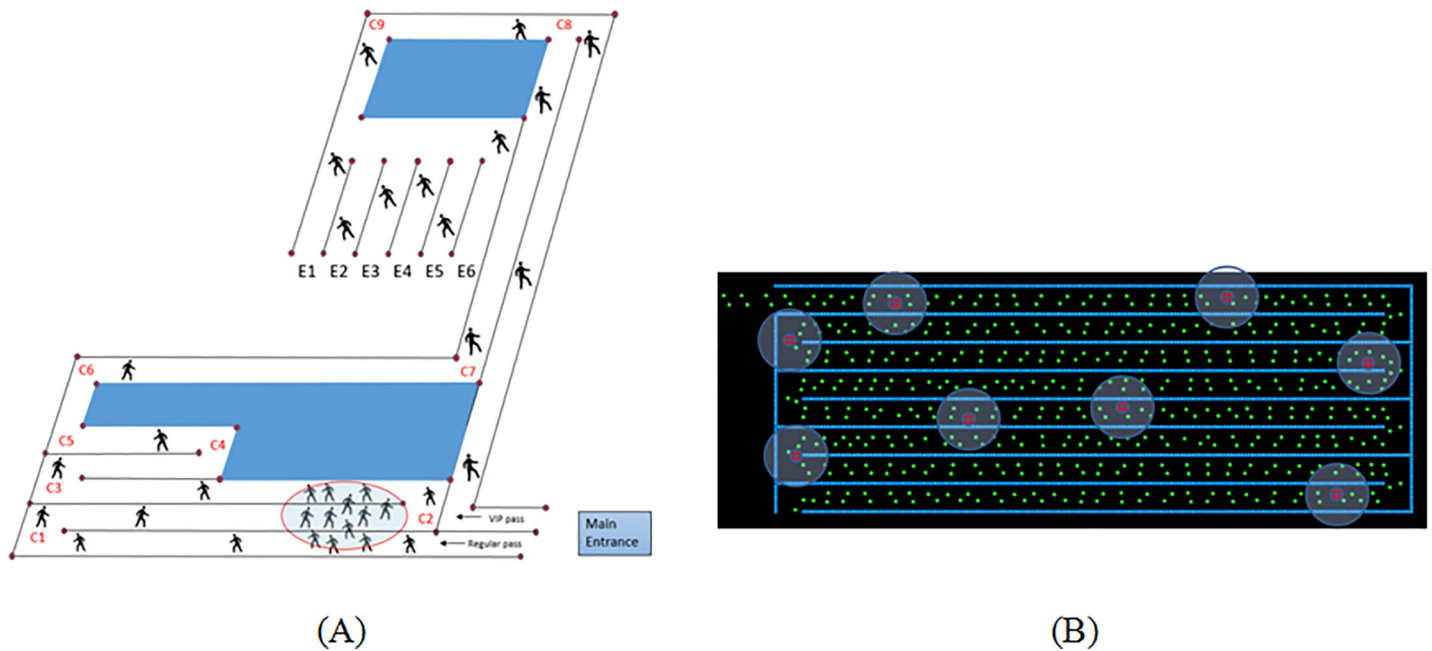 C9
C8
E1 E2 E3 E4 E5 E6
C6
C7
C5
C4
C3
C2
C1
VIP pass
Regular pass
Main
Entrance
(A)
(B)